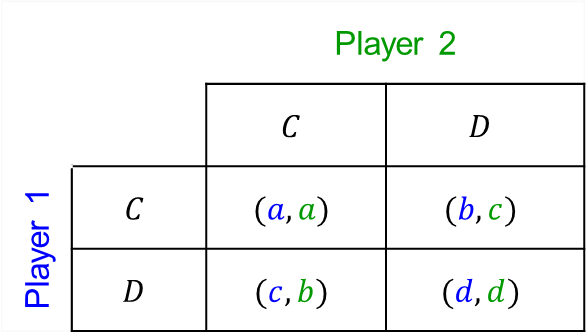 Player 2
C D
Player 1
C (a, a) (b, c)
D (c, b) (d, d)